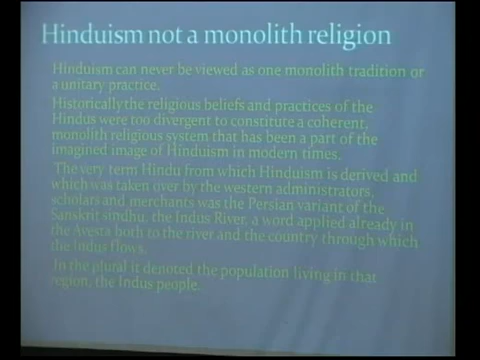 Hinduism not a monolith religion
Hinduism can never be viewed as one monolith tradition or
a unitary practice.
Historically the religious beliefs and practices of the
Hindus were too divergent to constitute a coherent,
monolith religious system that has been a part of the
imagined image of Hinduism in modern times.
The very term Hindu from which Hinduism is derived and
which was taken over by the western administrators,
scholars and merchants was the Persian variant of the
Sanskrit sindhu, the Indus River, a word applied already in
the Avesta both to the river and the country through which
the Indus flows.
In the plural it denoted the population living in that
region, the Indus people.